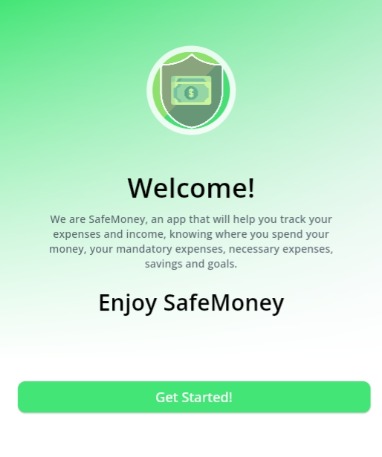 Welcome!
We are SafeMoney, an app that will help you track your
expenses and income, knowing where you spend your
money, your mandatory expenses, necessary expenses,
savings and goals.
Enjoy SafeMoney
Get Started!